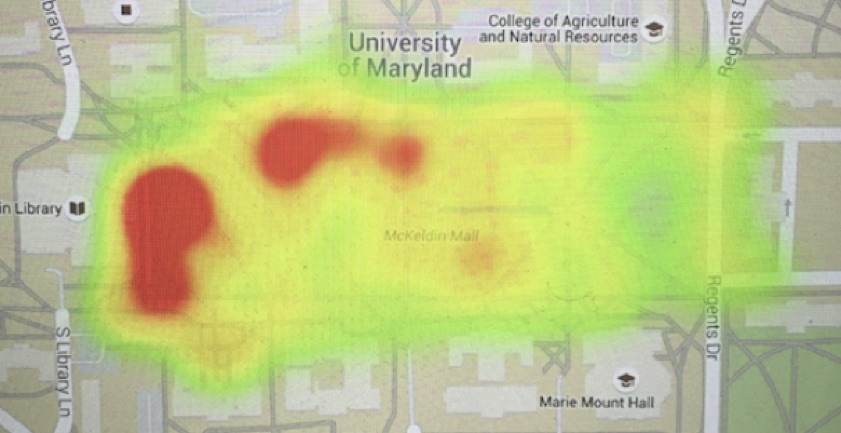 brary Ln
College of Agriculture
and Natural Resources
University
of Maryland
Regents D
in Library
McKeldin Mall
Regents Dr
S Library Ln
Marie Mount Hall